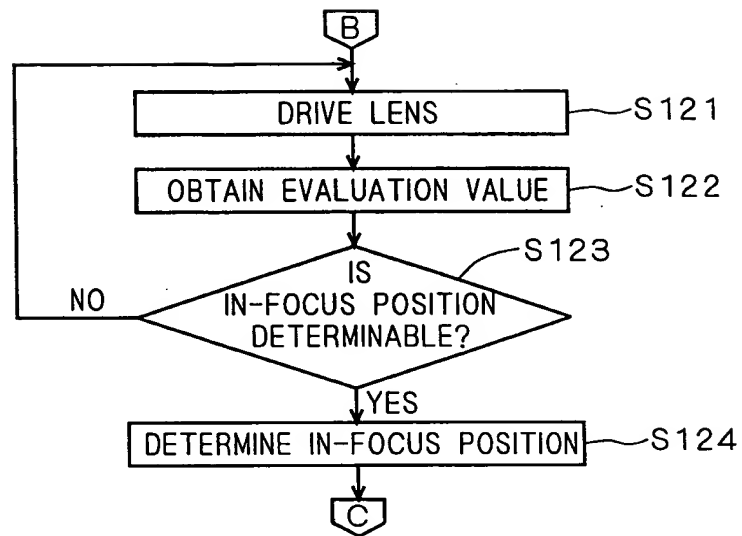 B
DRIVE LENS
S121
OBTAIN EVALUATION VALUE
S122
S123
IS
IN-FOCUS POSITION
DETERMINABLE?
NO
YES
DETERMINE IN-FOCUS POSITION
S124
C